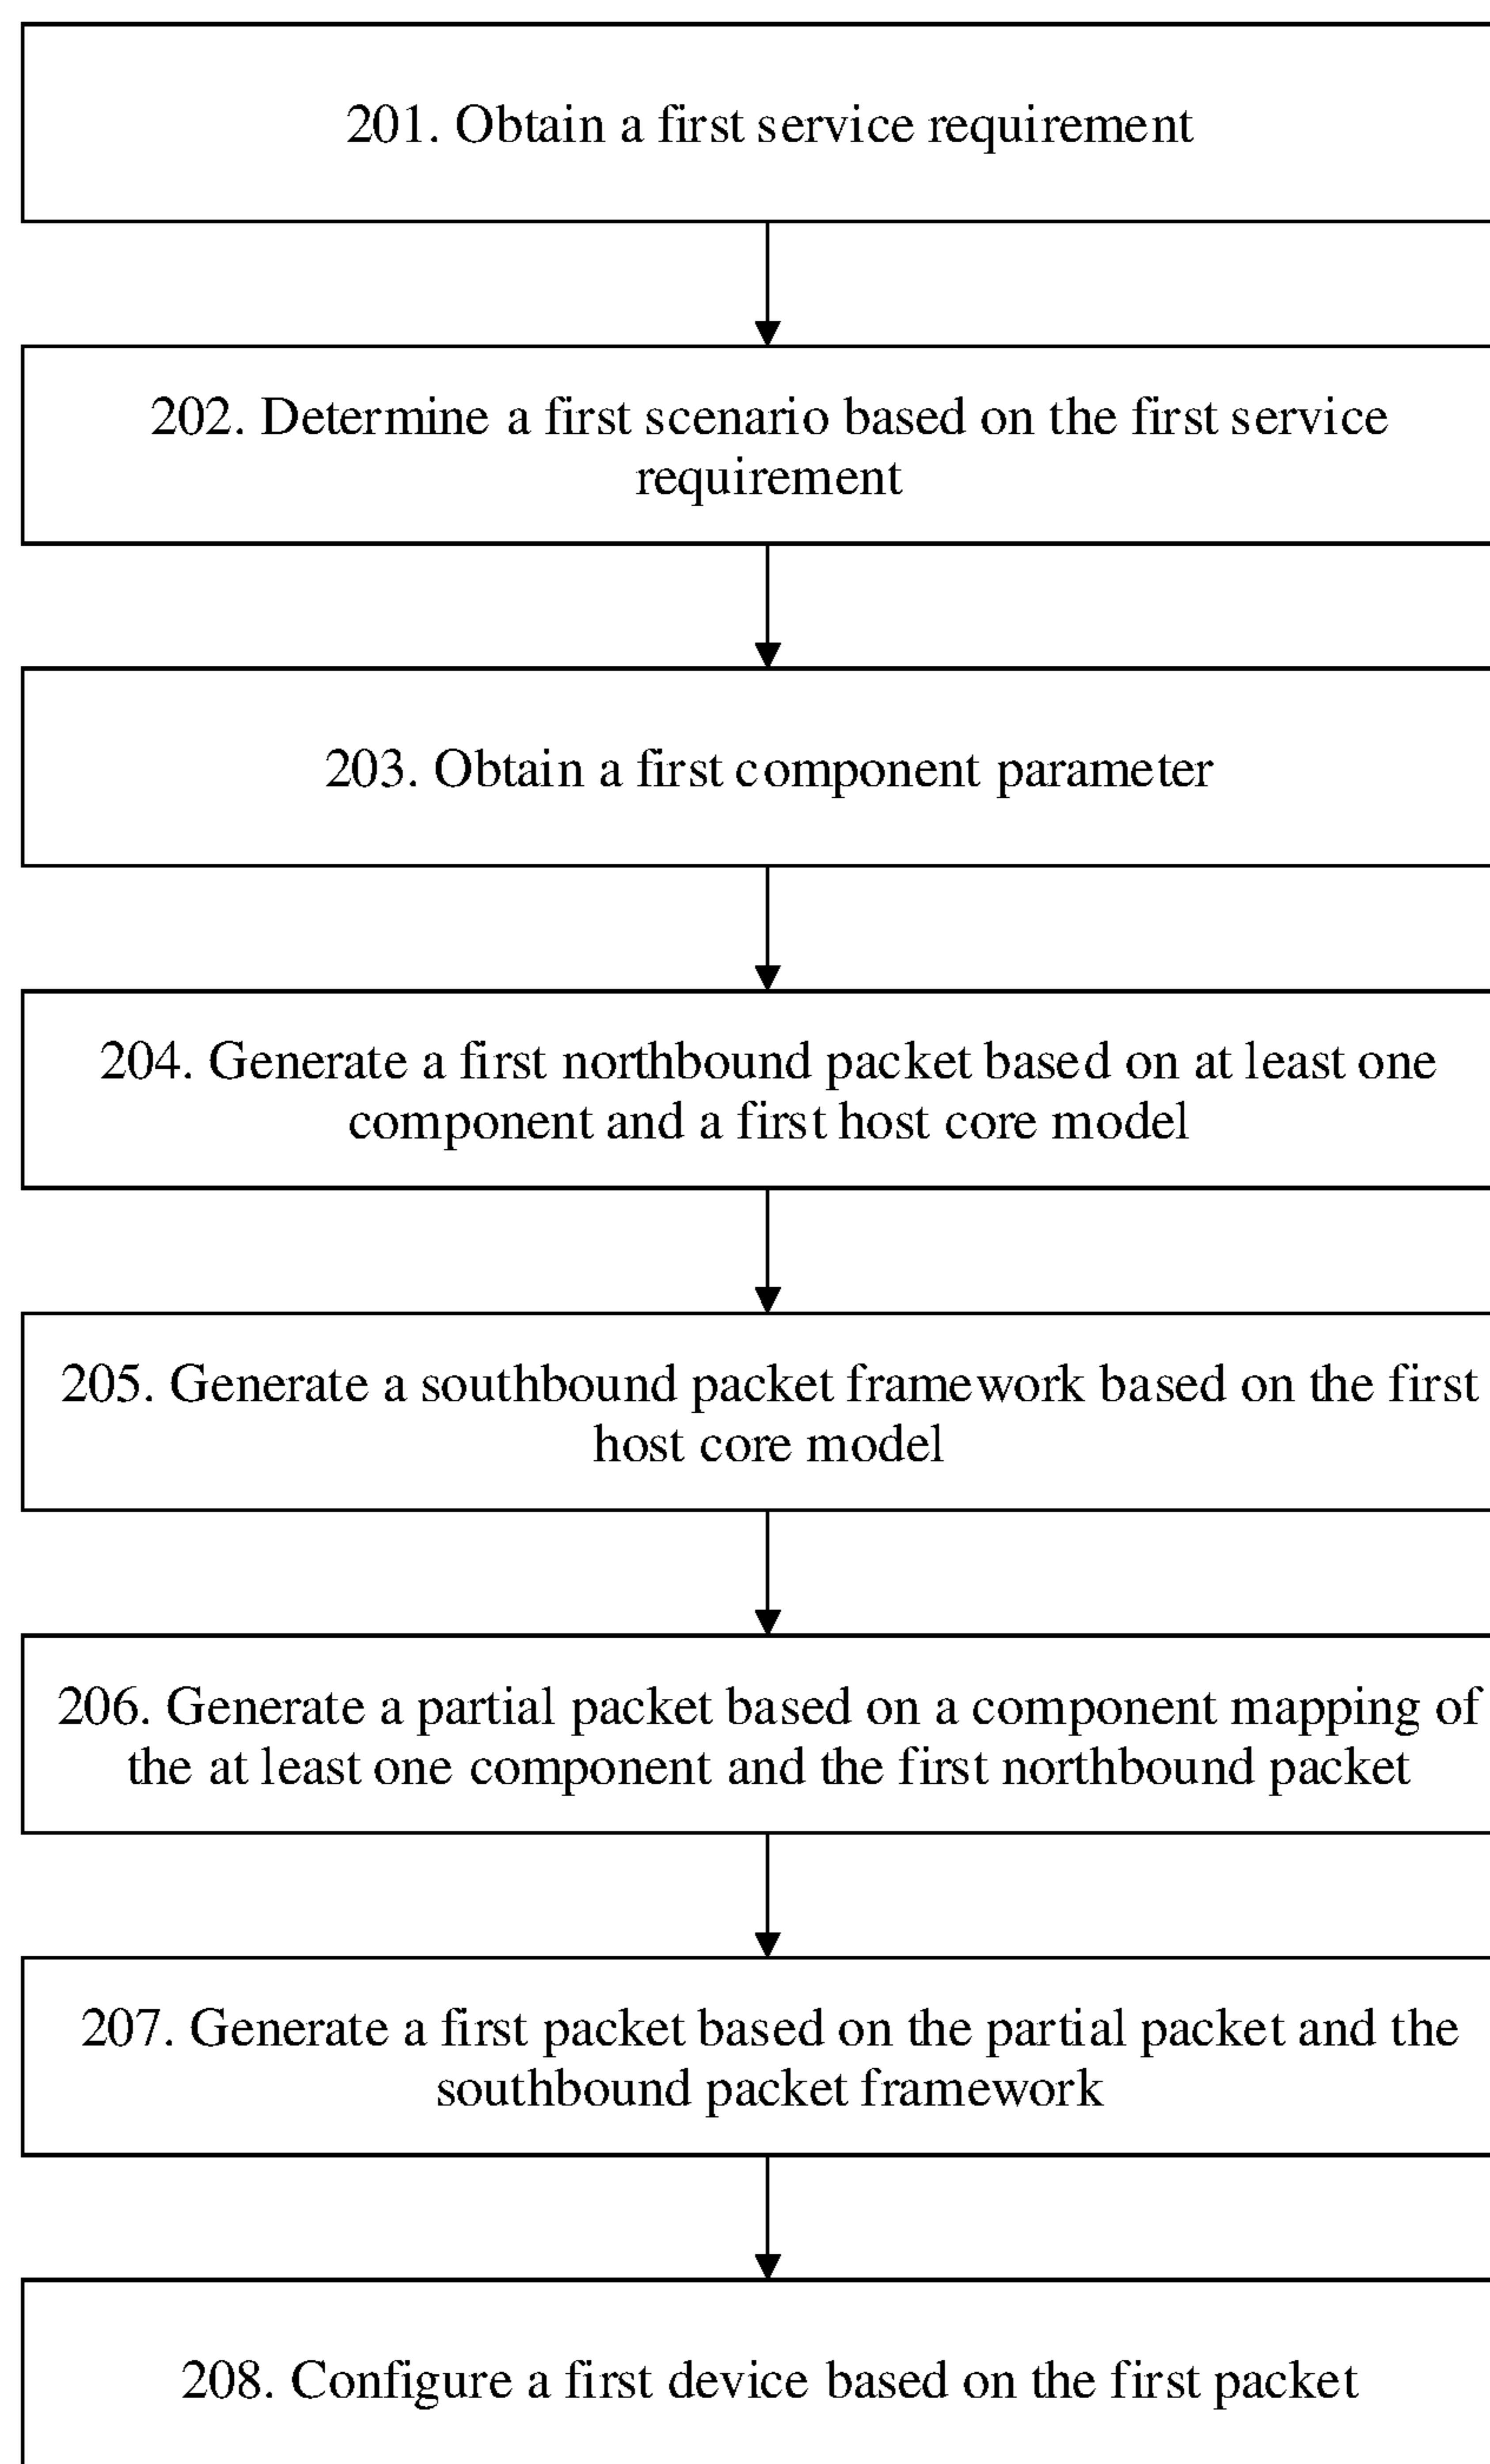 201. Obtain a first service requirement
202. Determine a first scenario based on the first service
requirement
203. Obtain a first component parameter
204. Generate a first northbound packet based on at least one
component and a first host core model
205. Generate a southbound packet framework based on the first
host core model
206. Generate a partial packet based on a component mapping of
the at least one component and the first northbound packet
207. Generate a first packet based on the partial packet and the
southbound packet framework
208. Configure a first device based on the first packet